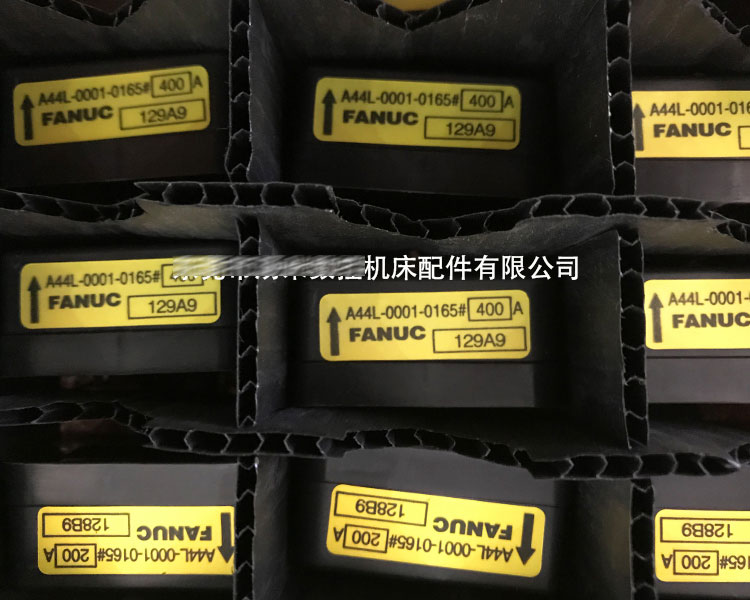 A44L-0001-0165# 400 A
FANUC 129A9
A44L-0001-0165# 400 A
FANUC 129A9
A44L-0001-016
FANUC
A44L-0001-0165#
FANUC 129A9
机床配件有限公司
A44L-0001-0165# 400 A
FANUC 129A9
A44L-0001-
FANUC
A44L-0001-0165# 200 A
FANUC 128B9
A44L-0001-0165# 200 A
FANUC 128B9
0165# 200 A
128B9